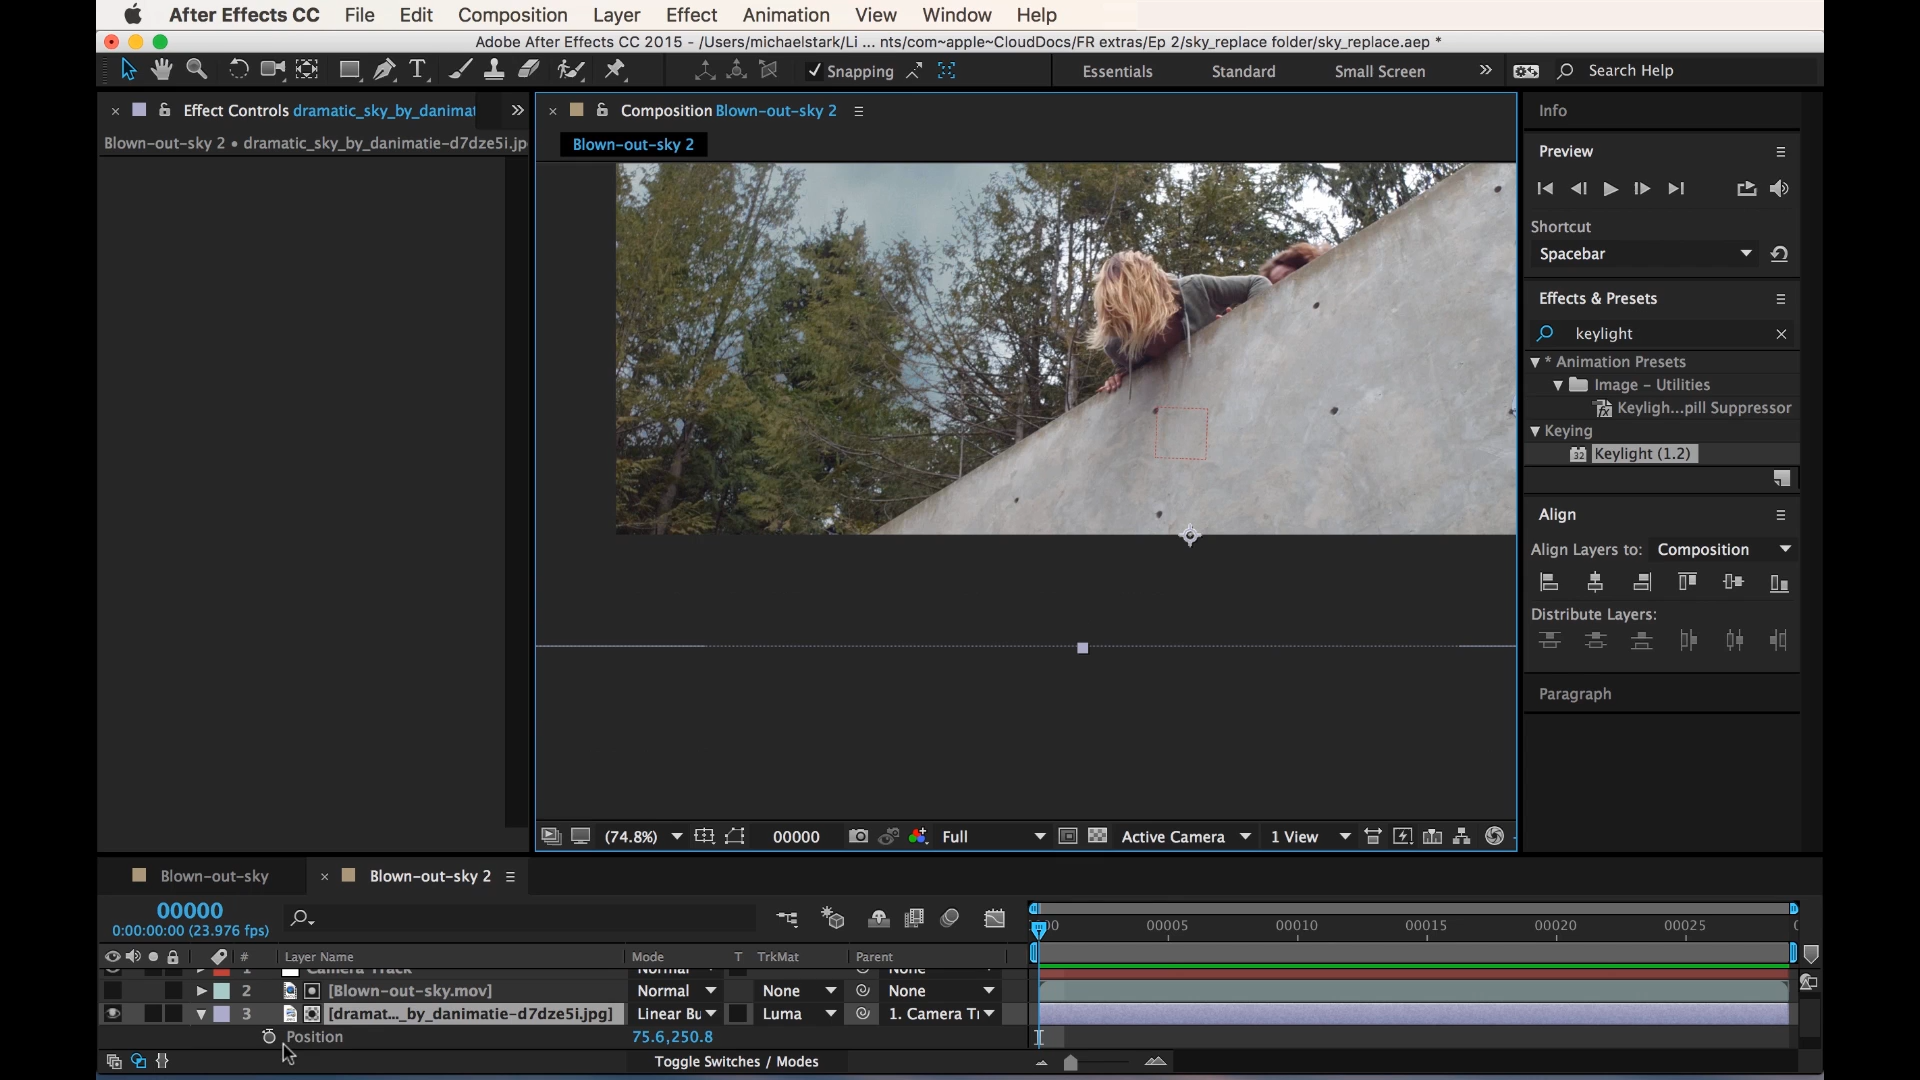 After Effects CC File Edit Composition Layer Effect Animation View Window Help
Adobe After Effects CC 2015 - /Users/michaelstark/Li ... nts/com~apple~CloudDocs/FR extras/Ep 2/sky_replace folder/sky_replace.aep *
T Snapping Essentials Standard Small Screen » Search Help
× Effect Controls dramatic_sky_by_danimat »
Blown-out-sky 2 • dramatic_sky_by_danimatie-d7dze5i.jp
× Composition Blown-out-sky 2
Blown-out-sky 2
Info
Preview
Shortcut
Spacebar
Effects & Presets
keylight ×
* Animation Presets
Image - Utilities
Keyligh...pill Suppressor
Keying
32 Keylight (1.2)
Align
Align Layers to: Composition
Distribute Layers:
Paragraph
(74.8%) 00000 Full Active Camera 1 View
Blown-out-sky × Blown-out-sky 2
00000
0:00:00:00 (23.976 fps)
00 00005 00010 00015 00020 00025
# Layer Name Mode T TrkMat Parent
1 Camera Track Normal None
2 [Blown-out-sky.mov] Normal None None
3 [dramat..._by_danimatie-d7dze5i.jpg] Linear Bu Luma 1. Camera Tr
Position 75.6,250.8
Toggle Switches / Modes